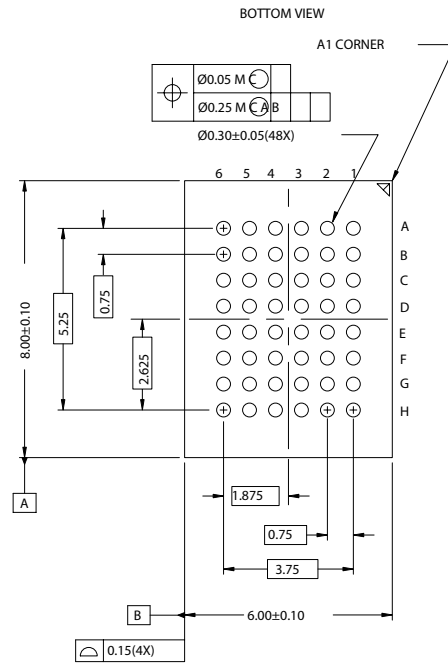 BOTTOM VIEW
A1 CORNER
Ø0.05 M C
Ø0.25 M C A B
Ø0.30±0.05(48X)
6 5 4 3 2 1
A
B
C
D
E
F
G
H
8.00±0.10
5.25
0.75
2.625
1.875
0.75
3.75
6.00±0.10
A
B
0.15(4X)